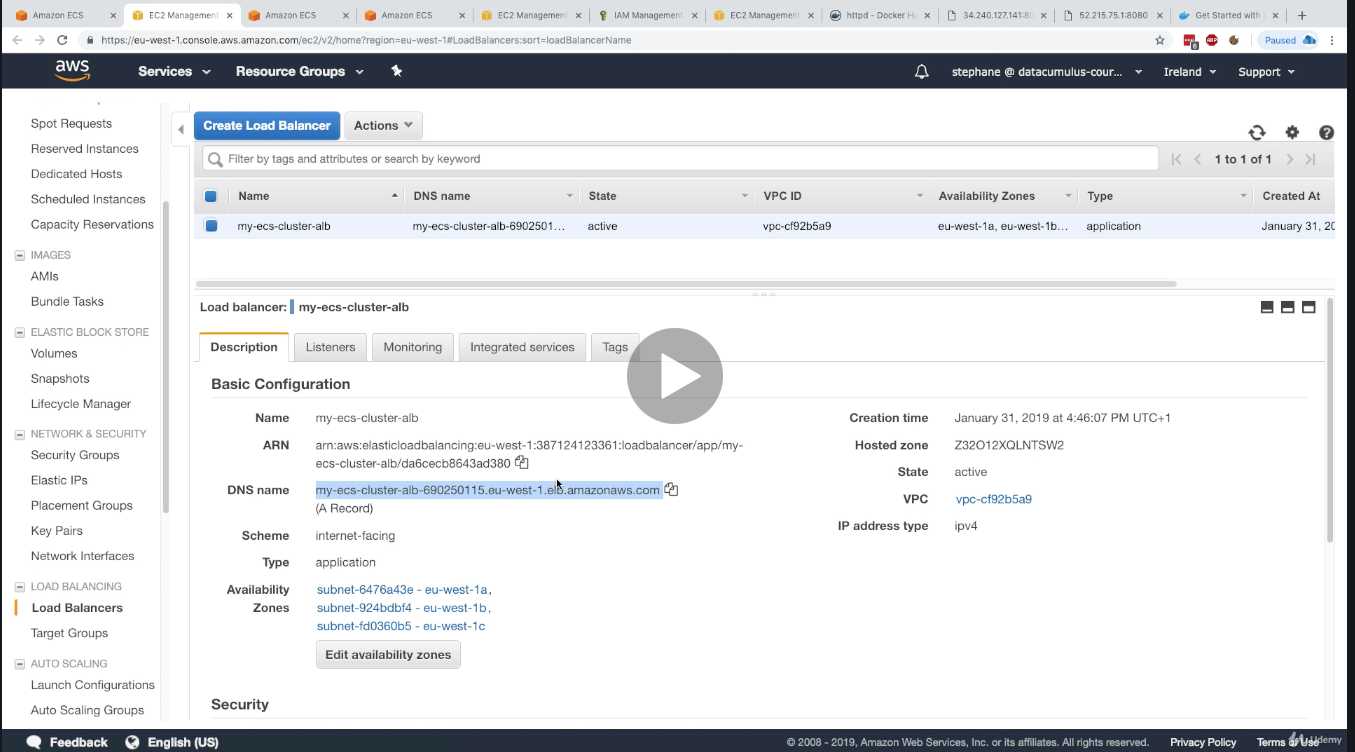 Amazon ECS
EC2 Management
Amazon ECS
Amazon ECS
EC2 Management
IAM Management
EC2 Management
httpd - Docker H
34.240.127.141:80
52.215.75.1:8080
Get Started with
Paused
https://eu-west-1.console.aws.amazon.com/ec2/v2/home?region=eu-west-1#LoadBalancers:sort=loadBalancerName
aws
Services
Resource Groups
stephane @ datacumulus-cour...
Ireland
Support
Spot Requests
Reserved Instances
Dedicated Hosts
Scheduled Instances
Capacity Reservations
IMAGES
AMIs
Bundle Tasks
ELASTIC BLOCK STORE
Volumes
Snapshots
Lifecycle Manager
NETWORK & SECURITY
Security Groups
Elastic IPs
Placement Groups
Key Pairs
Network Interfaces
LOAD BALANCING
Load Balancers
Target Groups
AUTO SCALING
Launch Configurations
Auto Scaling Groups
Create Load Balancer
Actions
Filter by tags and attributes or search by keyword
1 to 1 of 1
Name DNS name State VPC ID Availability Zones Type Created At
my-ecs-cluster-alb my-ecs-cluster-alb-6902501... active vpc-cf92b5a9 eu-west-1a, eu-west-1b... application January 31, 20
Load balancer: my-ecs-cluster-alb
Description Listeners Monitoring Integrated services Tags
Basic Configuration
Name my-ecs-cluster-alb
ARN arn:aws:elasticloadbalancing:eu-west-1:387124123361:loadbalancer/app/my-
ecs-cluster-alb/da6cecb8643ad380
DNS name my-ecs-cluster-alb-690250115.eu-west-1.elb.amazonaws.com
(A Record)
Scheme internet-facing
Type application
Availability subnet-6476a43e - eu-west-1a,
Zones subnet-924bdbf4 - eu-west-1b,
subnet-fd0360b5 - eu-west-1c
Edit availability zones
Creation time January 31, 2019 at 4:46:07 PM UTC+1
Hosted zone Z32O12XQLNTSW2
State active
VPC vpc-cf92b5a9
IP address type ipv4
Security
Feedback
English (US)
© 2008 - 2019, Amazon Web Services, Inc. or its affiliates. All rights reserved.
Privacy Policy
Terms of Use
Udemy